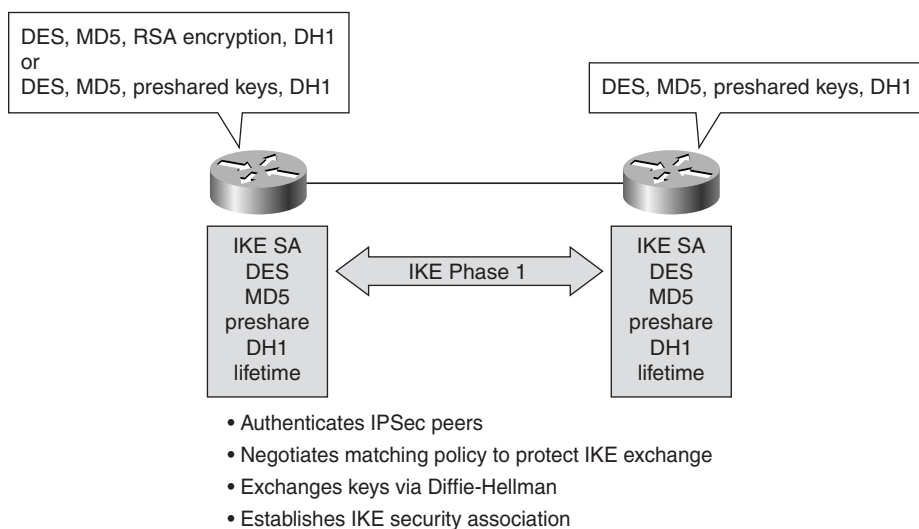 DES, MD5, RSA encryption, DH1
or
DES, MD5, preshared keys, DH1
DES, MD5, preshared keys, DH1
IKE SA
DES
MD5
preshare
DH1
lifetime
IKE Phase 1
IKE SA
DES
MD5
preshare
DH1
lifetime
• Authenticates IPSec peers
• Negotiates matching policy to protect IKE exchange
• Exchanges keys via Diffie-Hellman
• Establishes IKE security association